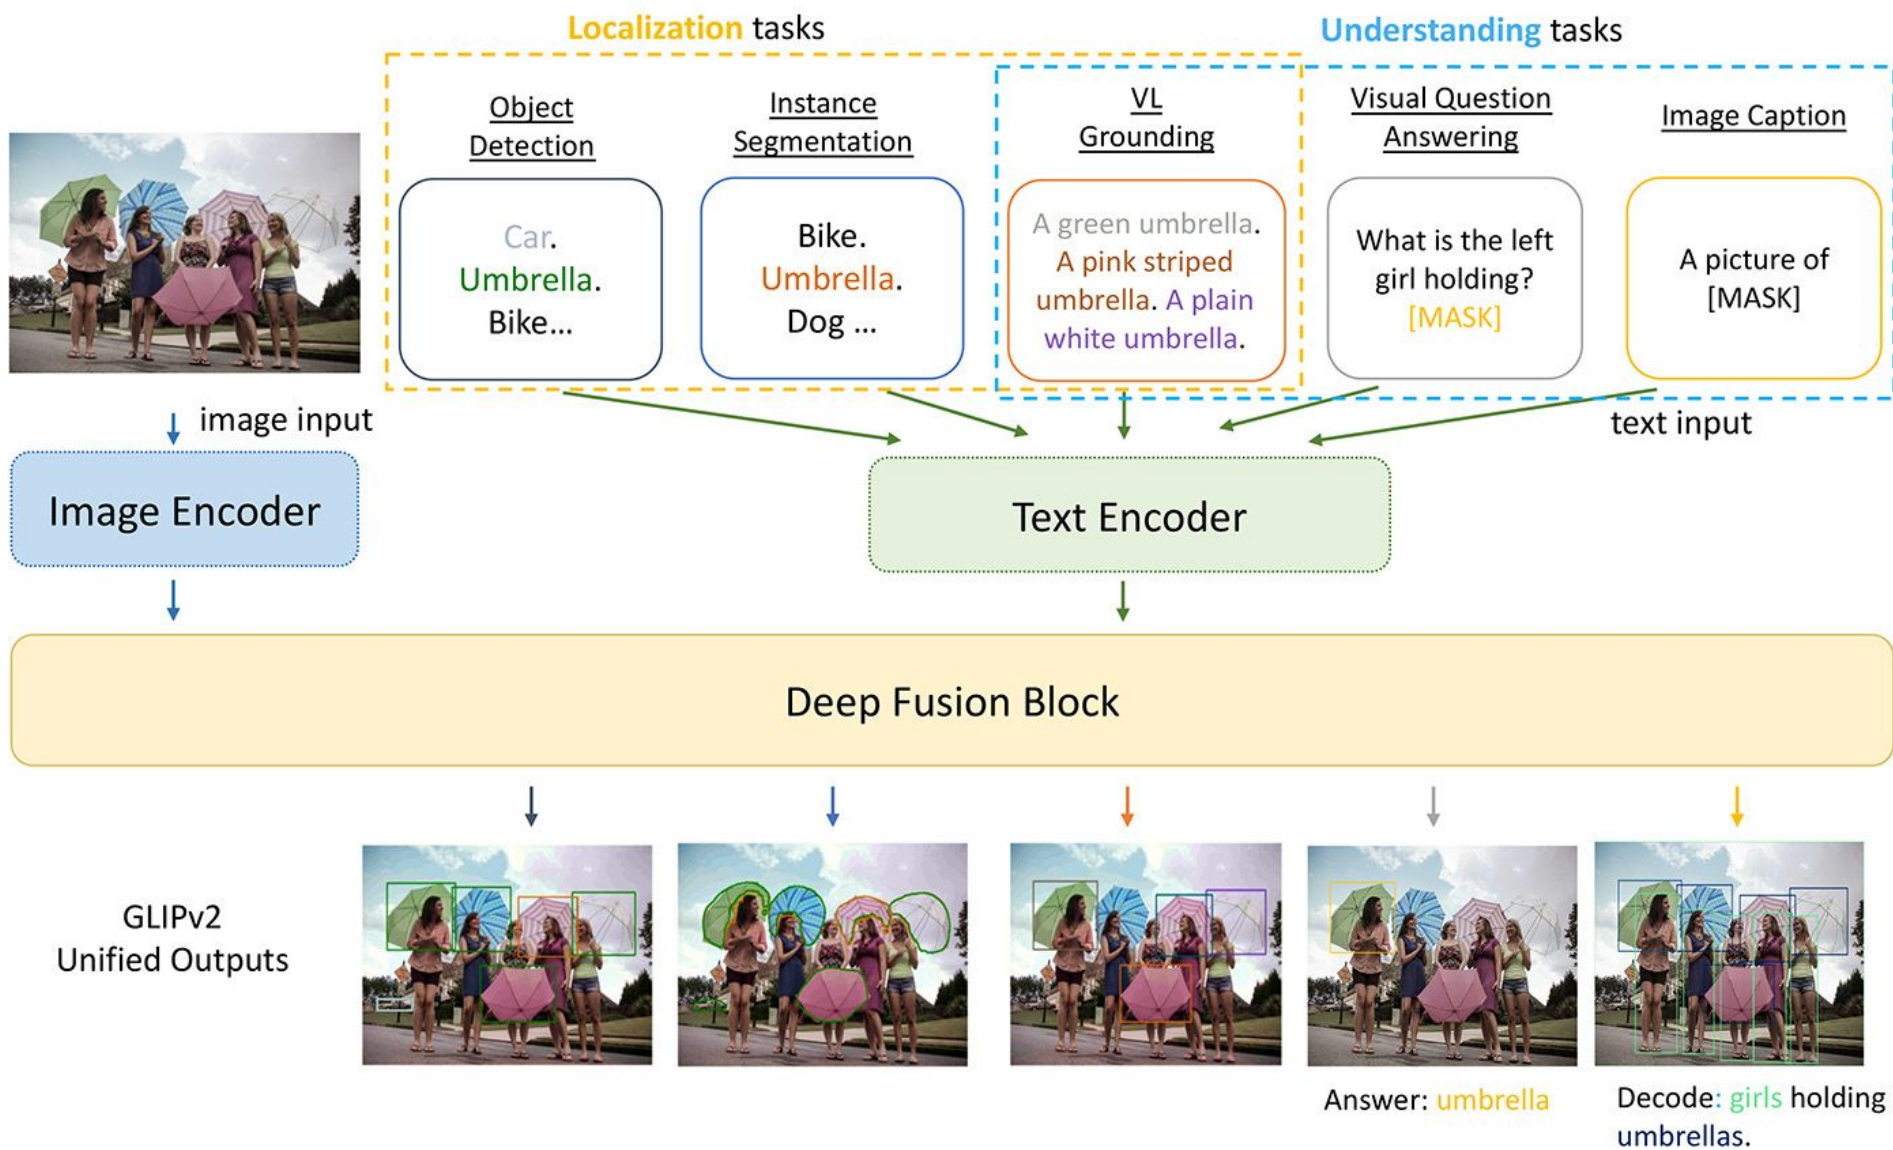 Localization tasks
Understanding tasks
Object
Detection
Instance
Segmentation
VL
Grounding
Visual Question
Answering
Image Caption
Car.
Umbrella.
Bike...
Bike.
Umbrella.
Dog ...
A green umbrella.
A pink striped
umbrella. A plain
white umbrella.
What is the left
girl holding?
[MASK]
A picture of
[MASK]
image input
text input
Image Encoder
Text Encoder
Deep Fusion Block
GLIPv2
Unified Outputs
Answer: umbrella
Decode: girls holding
umbrellas.